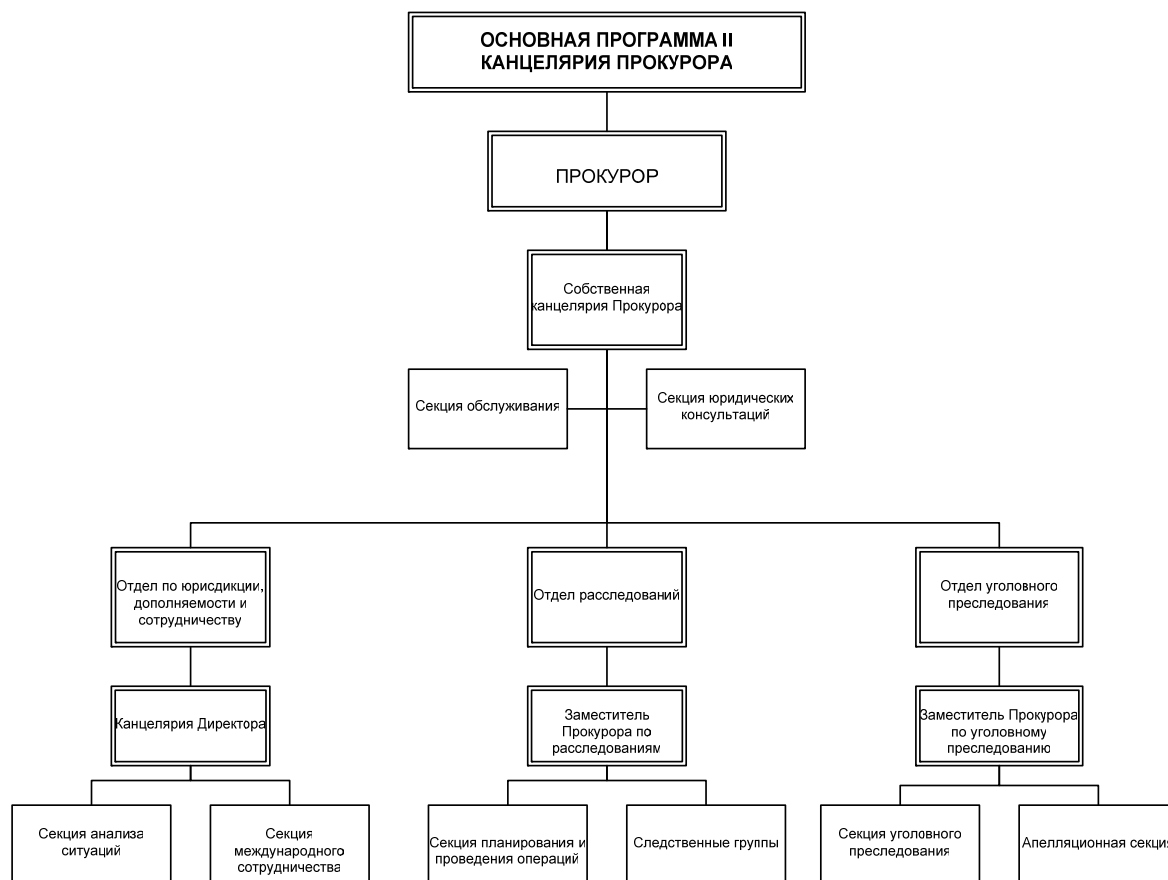 ОСНОВНАЯ ПРОГРАММА II
КАНЦЕЛЯРИЯ ПРОКУРОРА
ПРОКУРОР
Собственная
канцелярия Прокурора
Секция обслуживания
Секция юридических
консультаций
Отдел по юрисдикции,
дополняемости и
сотрудничеству
Отдел расследований
Отдел уголовного
преследования
Канцелярия Директора
Заместитель
Прокурора по
расследованиям
Заместитель Прокурора
по уголовному
преследованию
Секция анализа
ситуаций
Секция
международного
сотрудничества
Секция планирования и
проведения операций
Следственные группы
Секция уголовного
преследования
Апелляционная секция